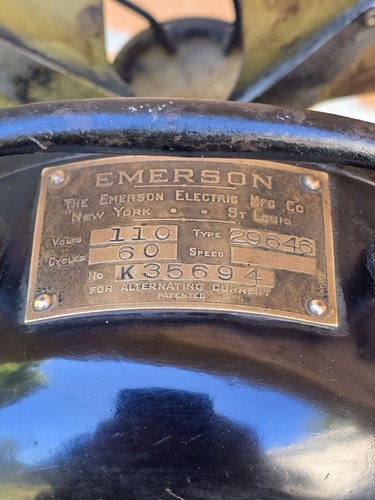 EMERSON
THE EMERSON ELECTRIC MFG CO
NEW YORK • • ST LOUIS
VOLTS 110 TYPE 29646
CYCLES 60 SPEED
NO K35694
FOR ALTERNATING CURRENT
PATENTED